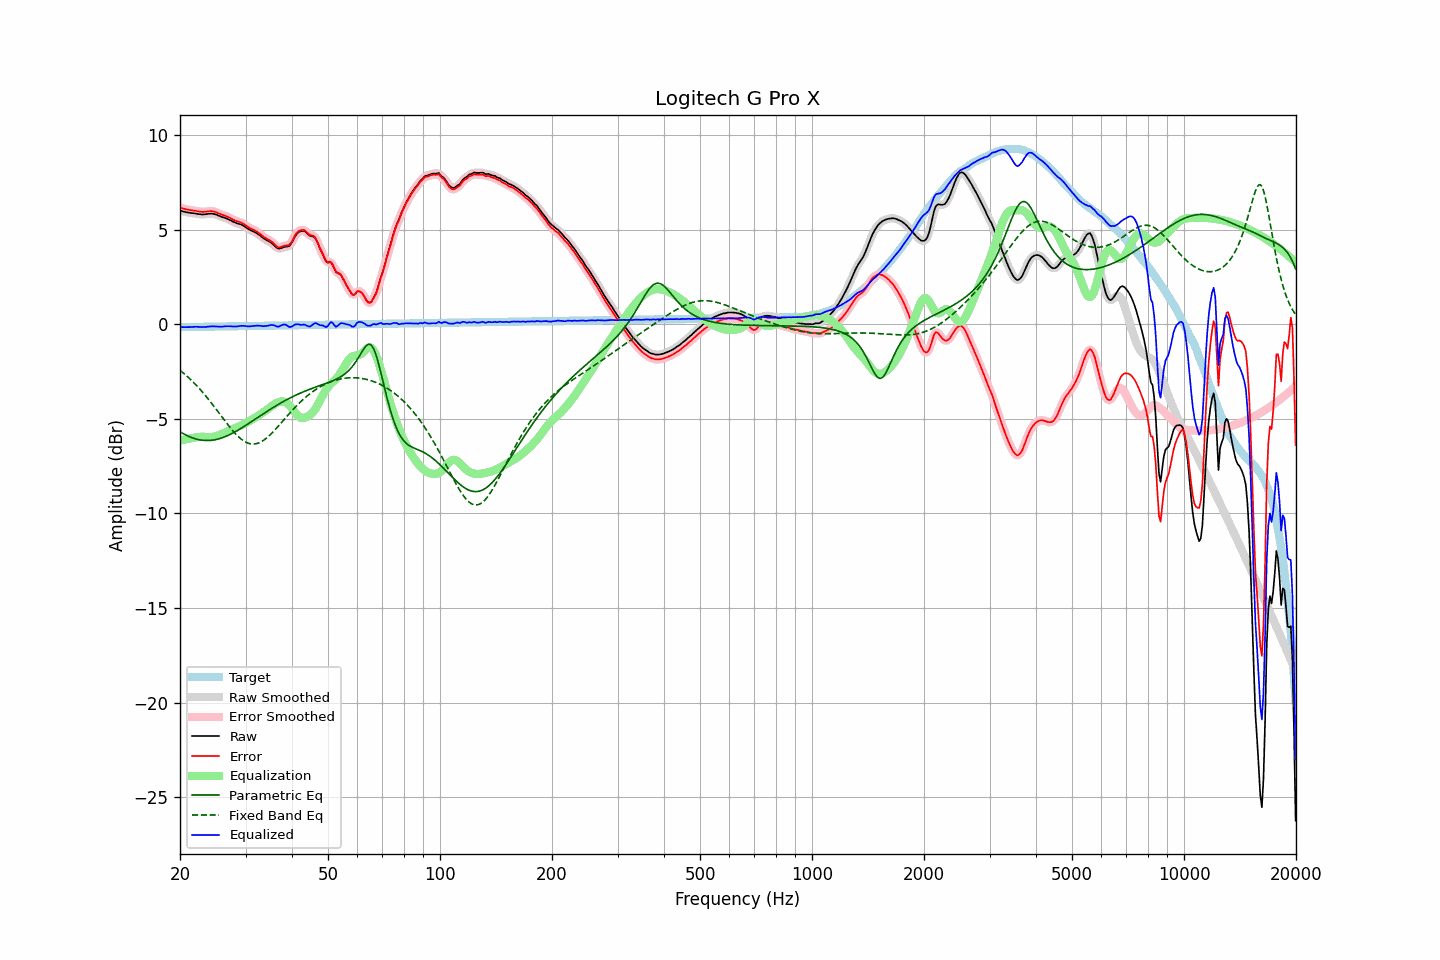 Logitech G Pro X
10
5
0
−5
−10
−15
−20
−25
Amplitude (dBr)
Target
Raw Smoothed
Error Smoothed
Raw
Error
Equalization
Parametric Eq
Fixed Band Eq
Equalized
20 50 100 200 500 1000 2000 5000 10000 20000
Frequency (Hz)